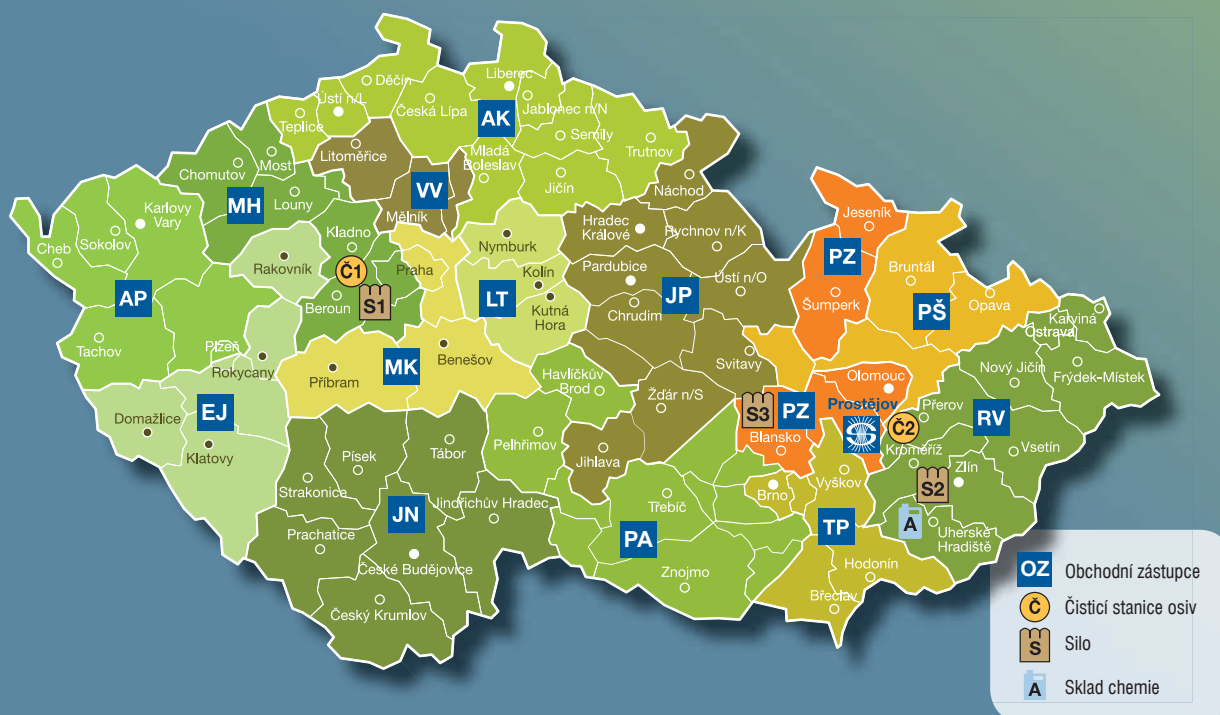 Děčín
Liberec
Ústí n/L
Česká Lípa
Jablonec n/N
Teplice
AK
Semily
Litoměřice
Mladá
Boleslav
Trutnov
Most
Chomutov
Jičín
VV
Náchod
MH
Louny
Karlovy
Vary
Mělník
Hradec
Králové
Jeseník
Sokolov
Cheb
Kladno
Nymburk
Rychnov n/K
PZ
Rakovník
Č1
Praha
Kolín
Pardubice
Ústí n/O
Bruntál
AP
Beroun
S1
LT
Kutná
Hora
JP
Chrudim
Šumperk
PŠ
Opava
Karviná
Ostrava
Tachov
Plzeň
Benešov
Svitavy
Rokycany
MK
Příbram
Havlíčkův
Brod
Olomouc
Nový Jičín
Frýdek-Místek
Domažlice
EJ
Žďár n/S
S3
PZ
Prostějov
Přerov
RV
Č2
Klatovy
Písek
Tábor
Pelhřimov
Jihlava
Blansko
Kroměříž
Vsetín
Strakonice
Zlín
Jindřichův Hradec
Třebíč
Brno
Vyškov
S2
JN
Prachatice
PA
TP
A
Uherské
Hradiště
České Budějovice
Znojmo
Hodonín
Břeclav
Český Krumlov
OZ Obchodní zástupce
Č Čisticí stanice osiv
S Silo
A Sklad chemie